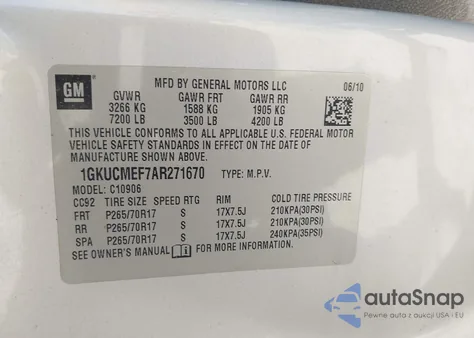 GM
MFD BY GENERAL MOTORS LLC 06/10
GVWR GAWR FRT GAWR RR
3266 KG 1588 KG 1905 KG
7200 LB 3500 LB 4200 LB
THIS VEHICLE CONFORMS TO ALL APPLICABLE U.S. FEDERAL MOTOR
VEHICLE SAFETY STANDARDS IN EFFECT ON THE DATE OF
MANUFACTURE SHOWN ABOVE.
1GKUCMEF7AR271670 TYPE: M.P.V.
MODEL: C10906
CC92 TIRE SIZE SPEED RTG RIM COLD TIRE PRESSURE
FRT P265/70R17 S 17X7.5J 210KPA(30PSI)
RR P265/70R17 S 17X7.5J 210KPA(30PSI)
SPA P265/70R17 S 17X7.5J 240KPA(35PSI)
SEE OWNER'S MANUAL i FOR MORE INFORMATION.
autoSnap
Pewne auta z aukcji USA i EU